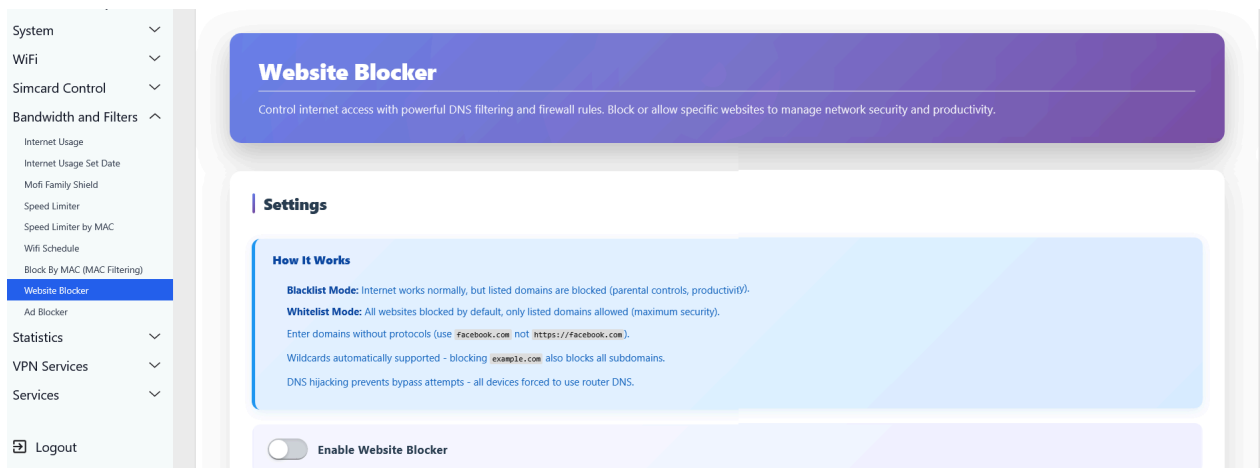 System
WiFi
Simcard Control
Bandwidth and Filters
Internet Usage
Internet Usage Set Date
Mofi Family Shield
Speed Limiter
Speed Limiter by MAC
Wifi Schedule
Block By MAC (MAC Filtering)
Website Blocker
Ad Blocker
Statistics
VPN Services
Services
Logout
Website Blocker
Control internet access with powerful DNS filtering and firewall rules. Block or allow specific websites to manage network security and productivity.
Settings
How It Works
Blacklist Mode: Internet works normally, but listed domains are blocked (parental controls, productivity).
Whitelist Mode: All websites blocked by default, only listed domains allowed (maximum security).
Enter domains without protocols (use facebook.com not https://facebook.com).
Wildcards automatically supported - blocking example.com also blocks all subdomains.
DNS hijacking prevents bypass attempts - all devices forced to use router DNS.
Enable Website Blocker